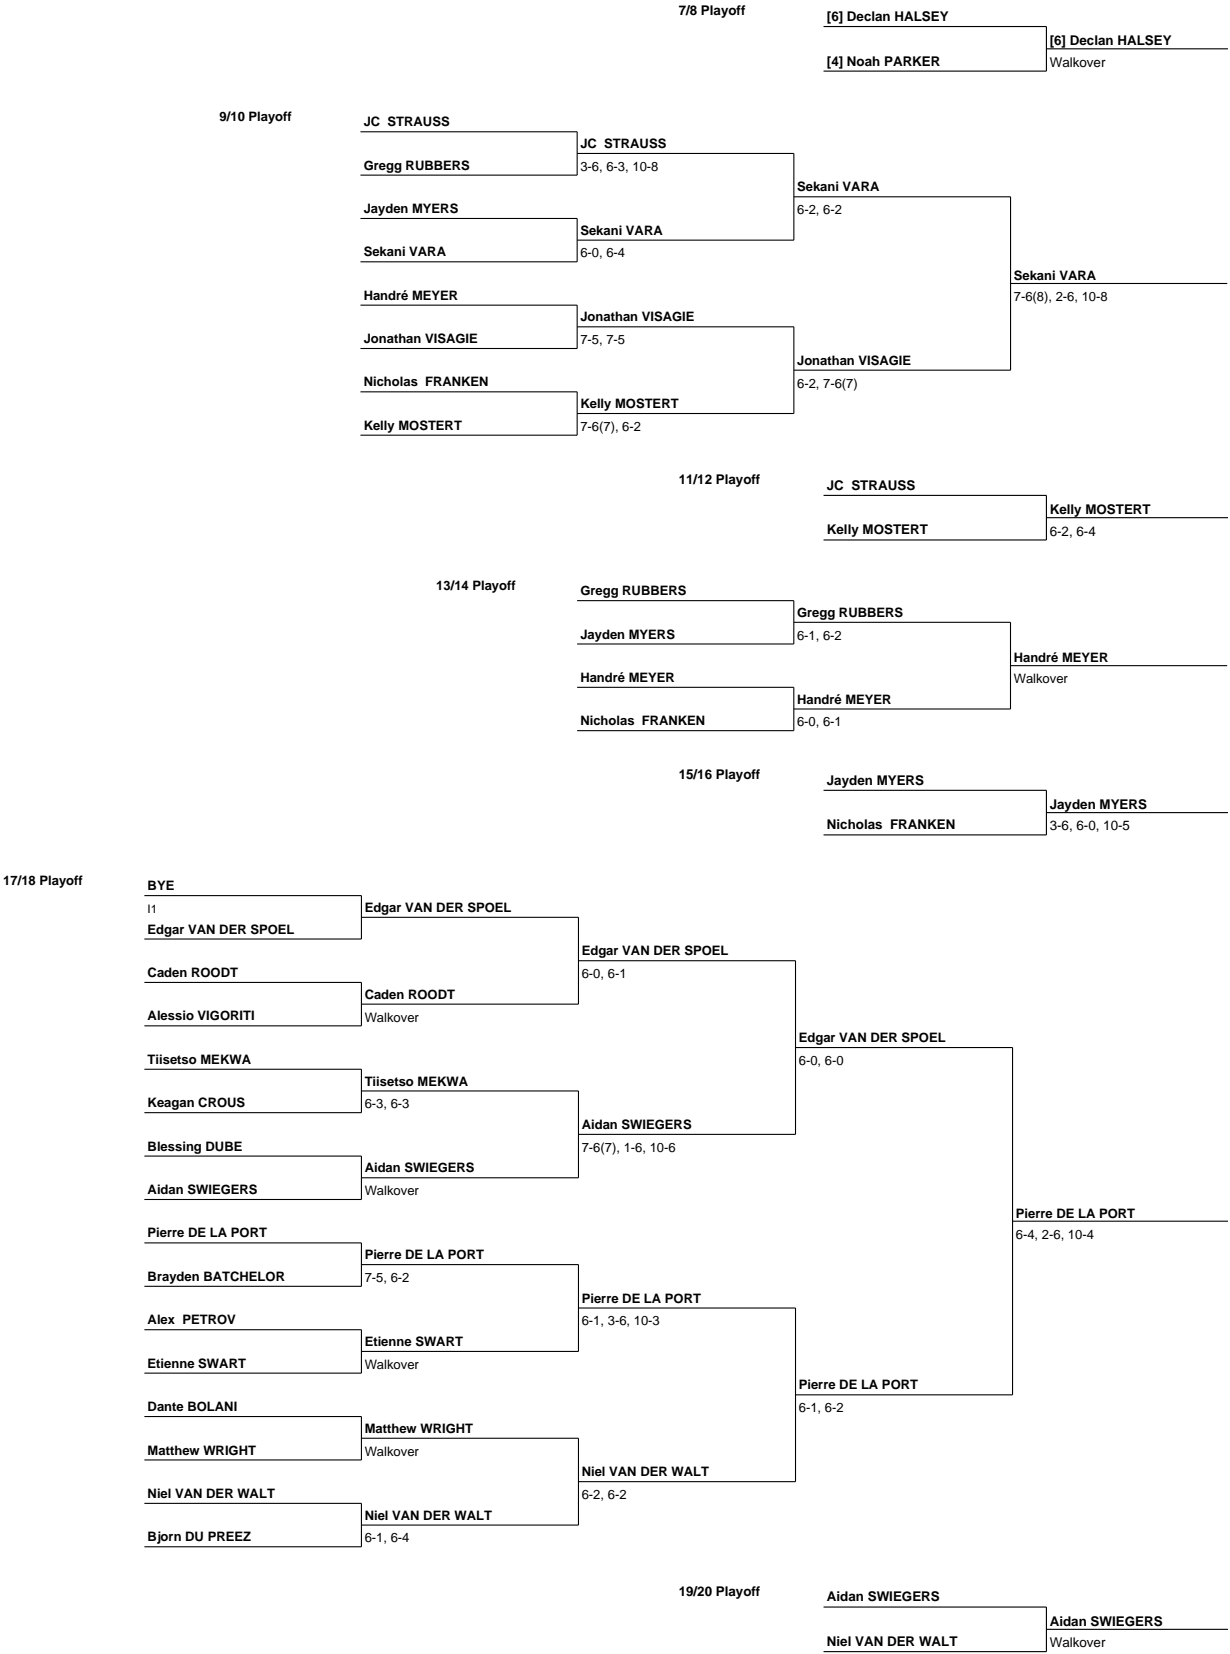 7/8 Playoff
[6] Declan HALSEY
[6] Declan HALSEY
[4] Noah PARKER
Walkover
9/10 Playoff
JC  STRAUSS
JC  STRAUSS
Gregg RUBBERS
3-6, 6-3, 10-8
Sekani VARA
Jayden MYERS
6-2, 6-2
Sekani VARA
Sekani VARA
6-0, 6-4
Sekani VARA
Handré MEYER
7-6(8), 2-6, 10-8
Jonathan VISAGIE
Jonathan VISAGIE
7-5, 7-5
Jonathan VISAGIE
Nicholas  FRANKEN
6-2, 7-6(7)
Kelly MOSTERT
Kelly MOSTERT
7-6(7), 6-2
11/12 Playoff
JC  STRAUSS
Kelly MOSTERT
Kelly MOSTERT
6-2, 6-4
13/14 Playoff
Gregg RUBBERS
Gregg RUBBERS
Jayden MYERS
6-1, 6-2
Handré MEYER
Handré MEYER
Walkover
Handré MEYER
Nicholas  FRANKEN
6-0, 6-1
15/16 Playoff
Jayden MYERS
Jayden MYERS
Nicholas  FRANKEN
3-6, 6-0, 10-5
17/18 Playoff
BYE
I1
Edgar VAN DER SPOEL
Edgar VAN DER SPOEL
Edgar VAN DER SPOEL
Caden ROODT
6-0, 6-1
Caden ROODT
Alessio VIGORITI
Walkover
Edgar VAN DER SPOEL
Tiisetso MEKWA
6-0, 6-0
Tiisetso MEKWA
Keagan CROUS
6-3, 6-3
Aidan SWIEGERS
Blessing DUBE
7-6(7), 1-6, 10-6
Aidan SWIEGERS
Aidan SWIEGERS
Walkover
Pierre DE LA PORT
Pierre DE LA PORT
6-4, 2-6, 10-4
Pierre DE LA PORT
Brayden BATCHELOR
7-5, 6-2
Pierre DE LA PORT
Alex  PETROV
6-1, 3-6, 10-3
Etienne SWART
Etienne SWART
Walkover
Pierre DE LA PORT
Dante BOLANI
6-1, 6-2
Matthew WRIGHT
Matthew WRIGHT
Walkover
Niel VAN DER WALT
Niel VAN DER WALT
6-2, 6-2
Niel VAN DER WALT
Bjorn DU PREEZ
6-1, 6-4
19/20 Playoff
Aidan SWIEGERS
Aidan SWIEGERS
Niel VAN DER WALT
Walkover